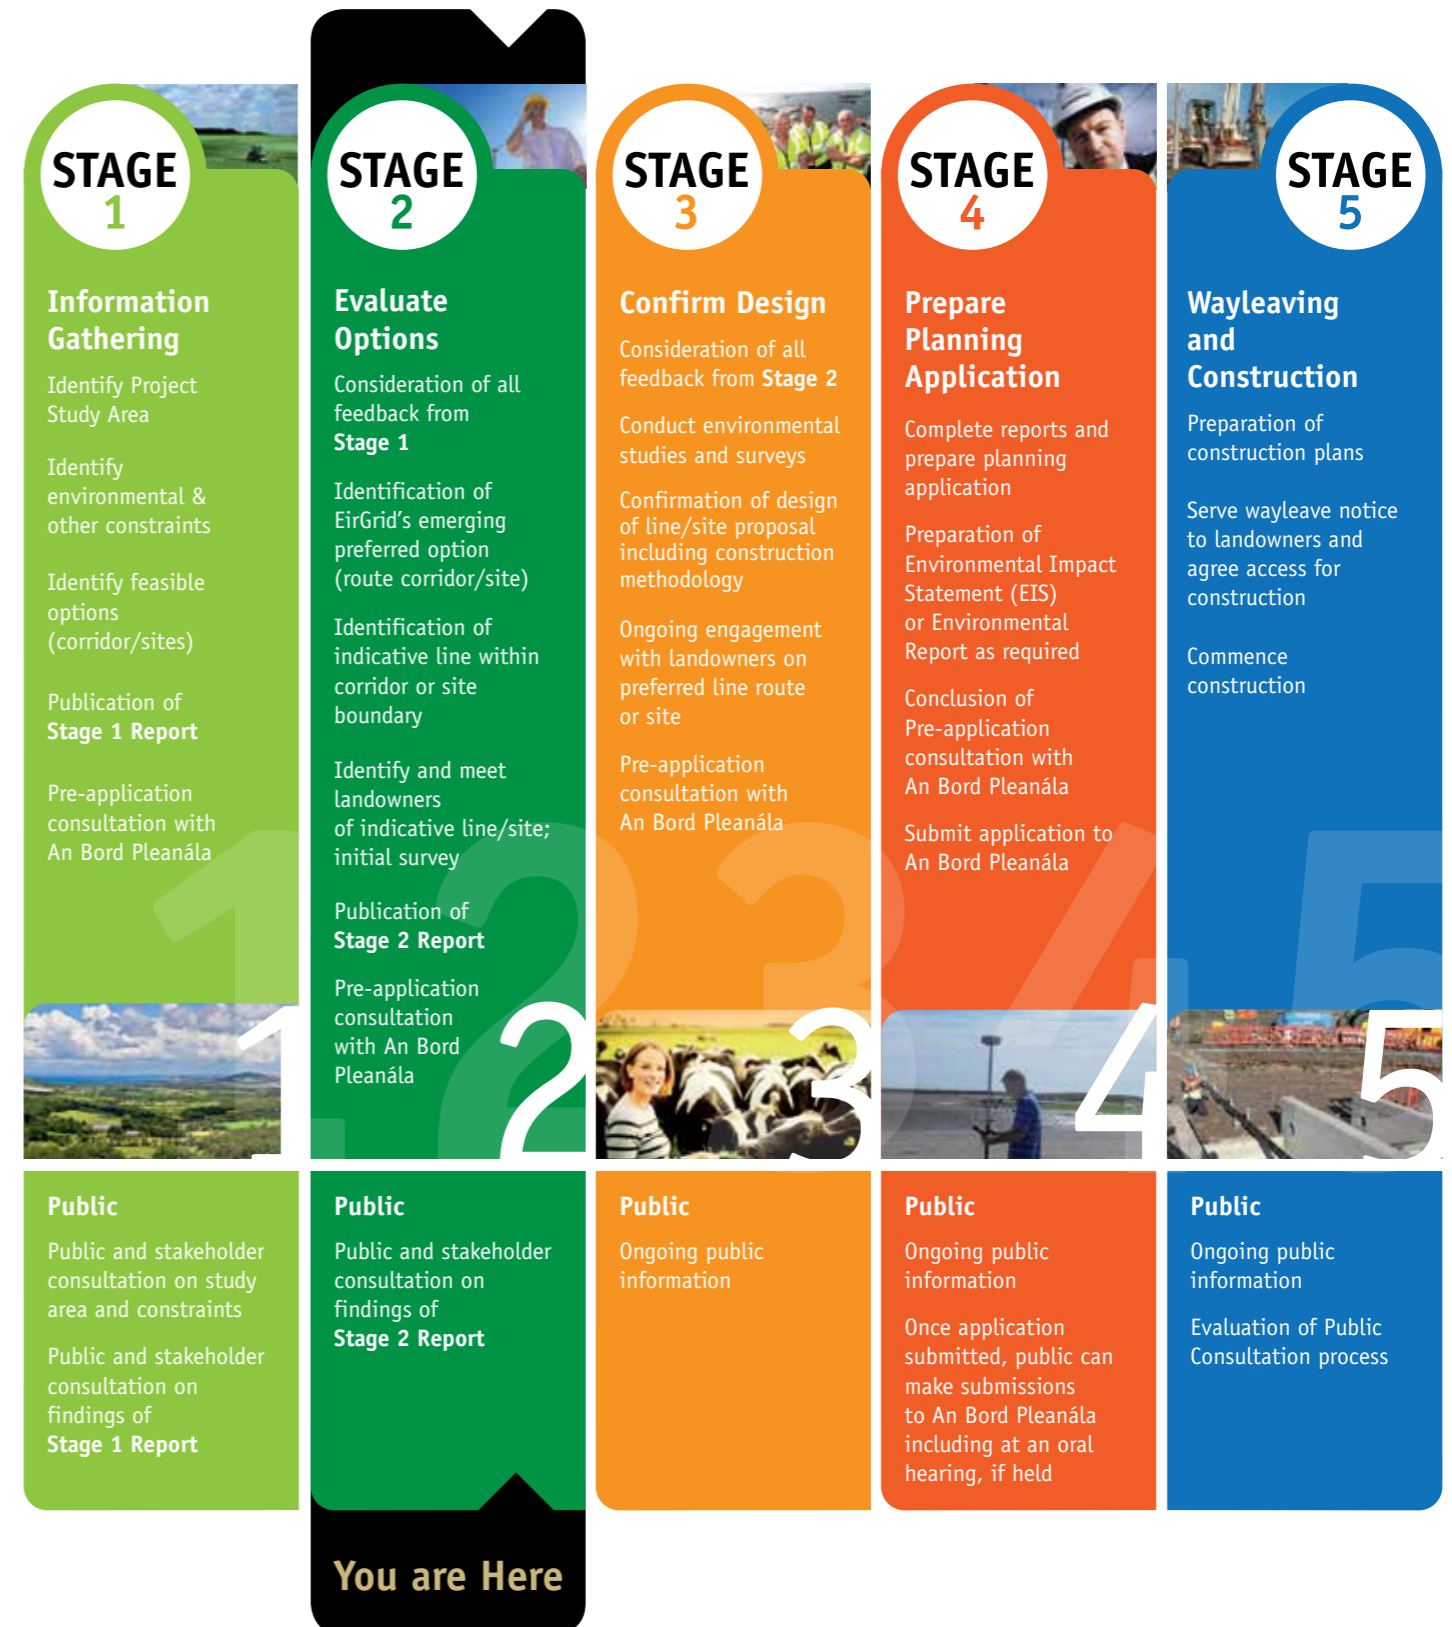 STAGE
1
Information
Gathering
Identify Project
Study Area
Identify
environmental &
other constraints
Identify feasible
options
(corridor/sites)
Publication of
Stage 1 Report
Pre-application
consultation with
An Bord Pleanála
1
1
Public
Public and stakeholder
consultation on study
area and constraints
Public and stakeholder
consultation on
findings of
Stage 1 Report
STAGE
2
Evaluate
Options
Consideration of all
feedback from
Stage 1
Identification of
EirGrid’s emerging
preferred option
(route corridor/site)
Identification of
indicative line within
corridor or site
boundary
Identify and meet
landowners
of indicative line/site;
initial survey
Publication of
Stage 2 Report
Pre-application
consultation
with An Bord
Pleanála
2
2
Public
Public and stakeholder
consultation on
findings of
Stage 2 Report
You are Here
STAGE
3
Confirm Design
Consideration of all
feedback from Stage 2
Conduct environmental
studies and surveys
Confirmation of design
of line/site proposal
including construction
methodology
Ongoing engagement
with landowners on
preferred line route
or site
Pre-application
consultation with
An Bord Pleanála
3
3
Public
Ongoing public
information
STAGE
4
Prepare
Planning
Application
Complete reports and
prepare planning
application
Preparation of
Environmental Impact
Statement (EIS)
or Environmental
Report as required
Conclusion of
Pre-application
consultation with
An Bord Pleanála
Submit application to
An Bord Pleanála
4
4
Public
Ongoing public
information
Once application
submitted, public can
make submissions
to An Bord Pleanála
including at an oral
hearing, if held
STAGE
5
Wayleaving
and
Construction
Preparation of
construction plans
Serve wayleave notice
to landowners and
agree access for
construction
Commence
construction
5
5
Public
Ongoing public
information
Evaluation of Public
Consultation process